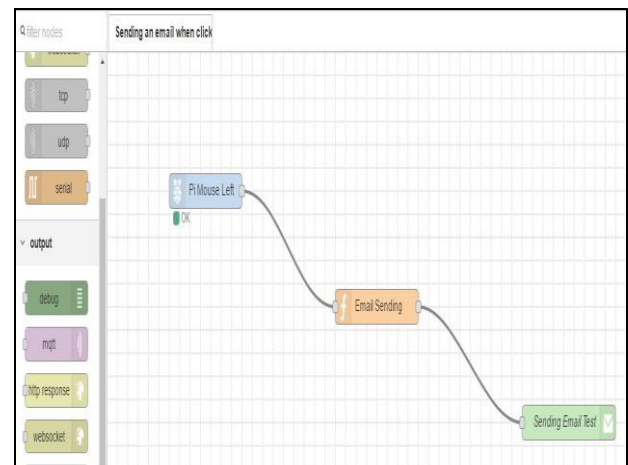 filter nodes
Sending an email when click
websocket
tcp
udp
serial
Pi Mouse Left
OK
output
debug
Email Sending
mqtt
http response
websocket
Sending Email Test